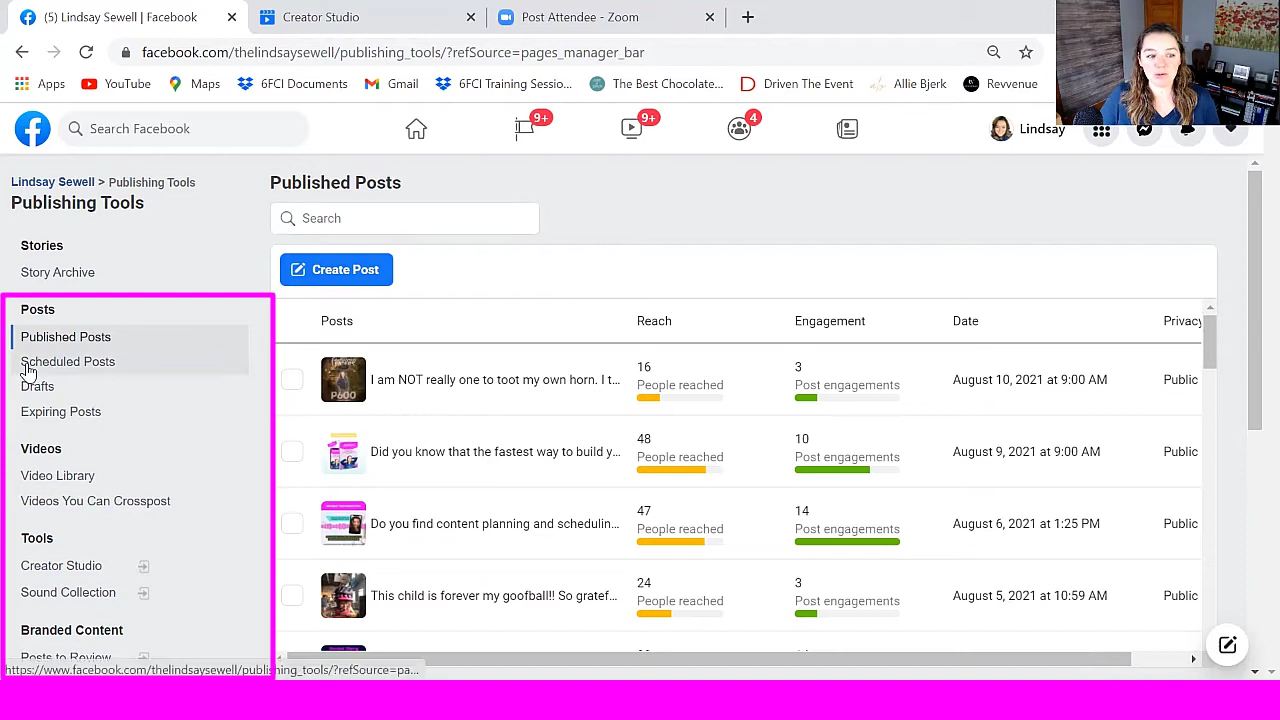 (5) Lindsay Sewell | Facebook
Creator Studio
Post Attendee - Zoom
facebook.com/thelindsaysewell/publishing_tools/?refSource=pages_manager_bar
Apps
YouTube
Maps
6ECI Documents
Gmail
ECI Training
The Best Chocolate...
Driven The Event
Allie Bjerk
Revvenue
Search Facebook
9+
9+
4
Lindsay
Lindsay Sewell > Publishing Tools
Publishing Tools
Stories
Story Archive
Posts
Published Posts
Scheduled Posts
Drafts
Expiring Posts
Videos
Video Library
Videos You Can Crosspost
Tools
Creator Studio
Sound Collection
Branded Content
Posts to Review
https://www.facebook.com/thelindsaysewell/publishing_tools/?refSource=pa...
Published Posts
Search
Create Post
Posts Reach Engagement Date Privacy
I am NOT really one to toot my own horn. I t...
16
People reached
3
Post engagements
August 10, 2021 at 9:00 AM
Public
Did you know that the fastest way to build y...
48
People reached
10
Post engagements
August 9, 2021 at 9:00 AM
Public
Do you find content planning and schedulin...
47
People reached
14
Post engagements
August 6, 2021 at 1:25 PM
Public
This child is forever my goofball!! So gratef...
24
People reached
3
Post engagements
August 5, 2021 at 10:59 AM
Public